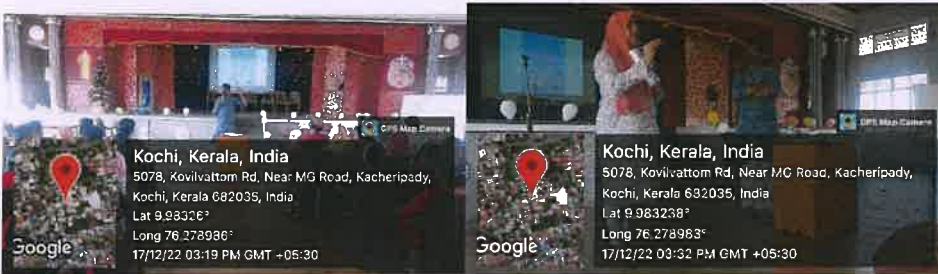 GPS Map Camera
Kochi, Kerala, India
5078, Kovilvattom Rd, Near MG Road, Kacheripady,
Kochi, Kerala 682035, India
Lat 9.98326°
Long 76.278986°
17/12/22 03:19 PM GMT +05:30
Google
GPS Map Camera
Kochi, Kerala, India
5078, Kovilvattom Rd, Near MG Road, Kacheripady,
Kochi, Kerala 682035, India
Lat 9.983238°
Long 76.278983°
17/12/22 03:32 PM GMT +05:30
Google